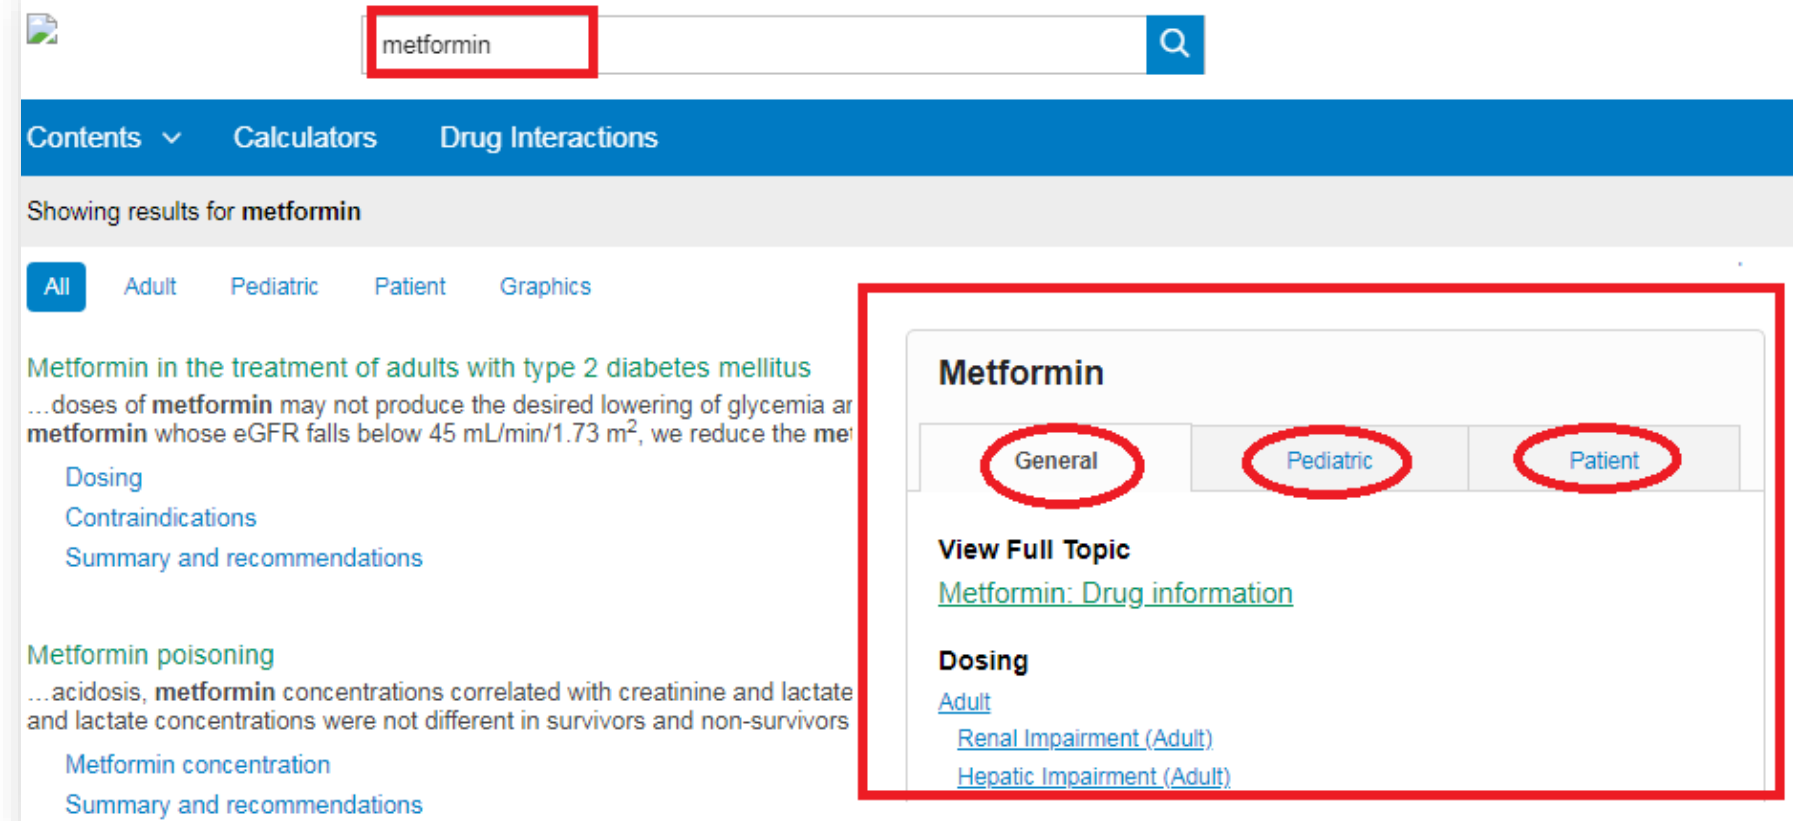 metformin
Contents Calculators Drug Interactions
Showing results for metformin
All Adult Pediatric Patient Graphics
Metformin in the treatment of adults with type 2 diabetes mellitus
…doses of metformin may not produce the desired lowering of glycemia
metformin whose eGFR falls below 45 mL/min/1.73 m², we reduce the
Dosing
Contraindications
Summary and recommendations
Metformin poisoning
…acidosis, metformin concentrations correlated with creatinine and lactate
and lactate concentrations were not different in survivors and non-survivors
Metformin concentration
Summary and recommendations
Metformin
General Pediatric Patient
View Full Topic
Metformin: Drug information
Dosing
Adult
Renal Impairment (Adult)
Hepatic Impairment (Adult)